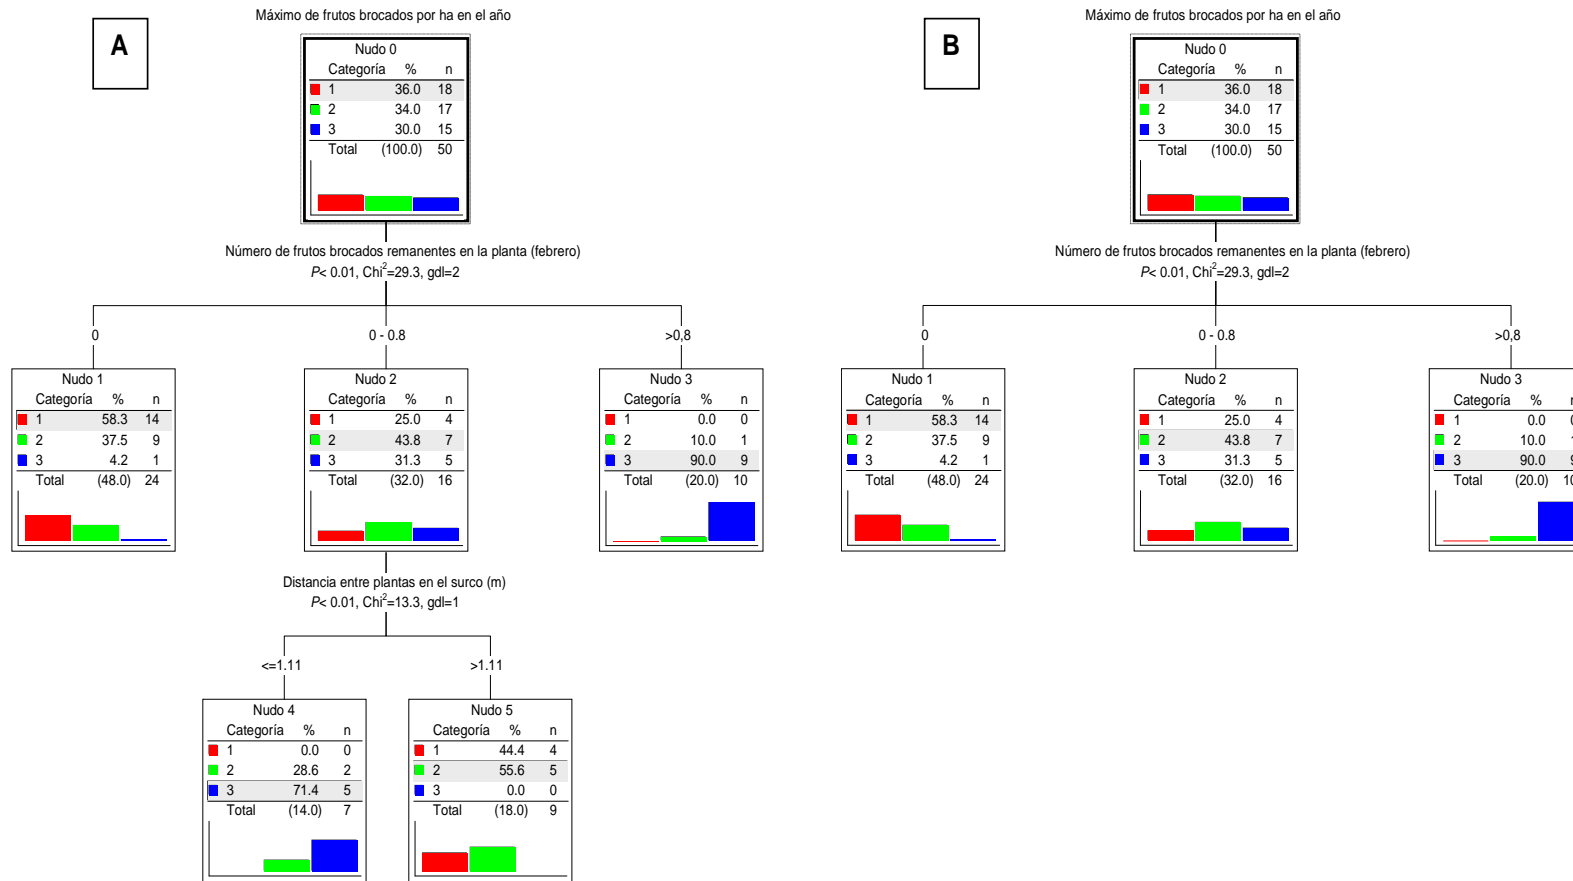 A
Máximo de frutos brocados por ha en el año
Nudo 0
Categoría % n
1 36.0 18
2 34.0 17
3 30.0 15
Total (100.0) 50
Número de frutos brocados remanentes en la planta (febrero)
P< 0.01, Chi²=29.3, gdl=2
0
0 - 0.8
>0,8
Nudo 1
Categoría % n
1 58.3 14
2 37.5 9
3 4.2 1
Total (48.0) 24
Nudo 2
Categoría % n
1 25.0 4
2 43.8 7
3 31.3 5
Total (32.0) 16
Nudo 3
Categoría % n
1 0.0 0
2 10.0 1
3 90.0 9
Total (20.0) 10
Distancia entre plantas en el surco (m)
P< 0.01, Chi²=13.3, gdl=1
<=1.11
>1.11
Nudo 4
Categoría % n
1 0.0 0
2 28.6 2
3 71.4 5
Total (14.0) 7
Nudo 5
Categoría % n
1 44.4 4
2 55.6 5
3 0.0 0
Total (18.0) 9
B
Máximo de frutos brocados por ha en el año
Nudo 0
Categoría % n
1 36.0 18
2 34.0 17
3 30.0 15
Total (100.0) 50
Número de frutos brocados remanentes en la planta (febrero)
P< 0.01, Chi²=29.3, gdl=2
0
0 - 0.8
>0,8
Nudo 1
Categoría % n
1 58.3 14
2 37.5 9
3 4.2 1
Total (48.0) 24
Nudo 2
Categoría % n
1 25.0 4
2 43.8 7
3 31.3 5
Total (32.0) 16
Nudo 3
Categoría %
1 0.0
2 10.0
3 90.0
Total (20.0)